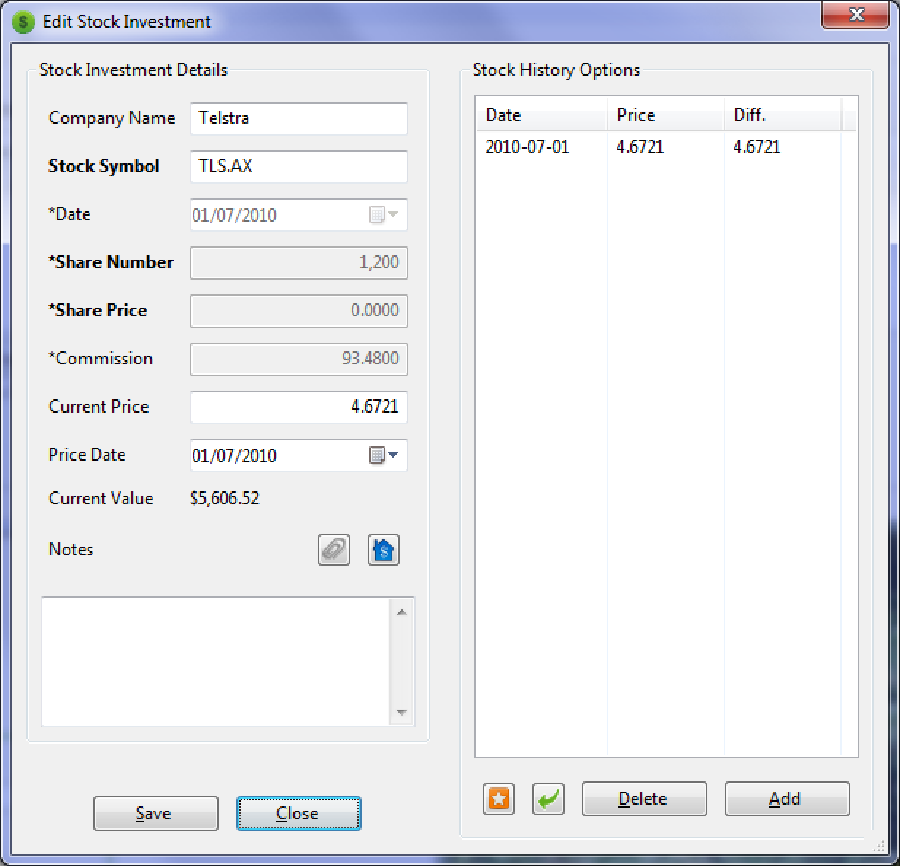 Edit Stock Investment
Stock Investment Details
Company Name Telstra
Stock Symbol TLS.AX
*Date 01/07/2010
*Share Number 1,200
*Share Price 0.0000
*Commission 93.4800
Current Price 4.6721
Price Date 01/07/2010
Current Value $5,606.52
Notes
Save Close
Stock History Options
Date Price Diff.
2010-07-01 4.6721 4.6721
Delete Add